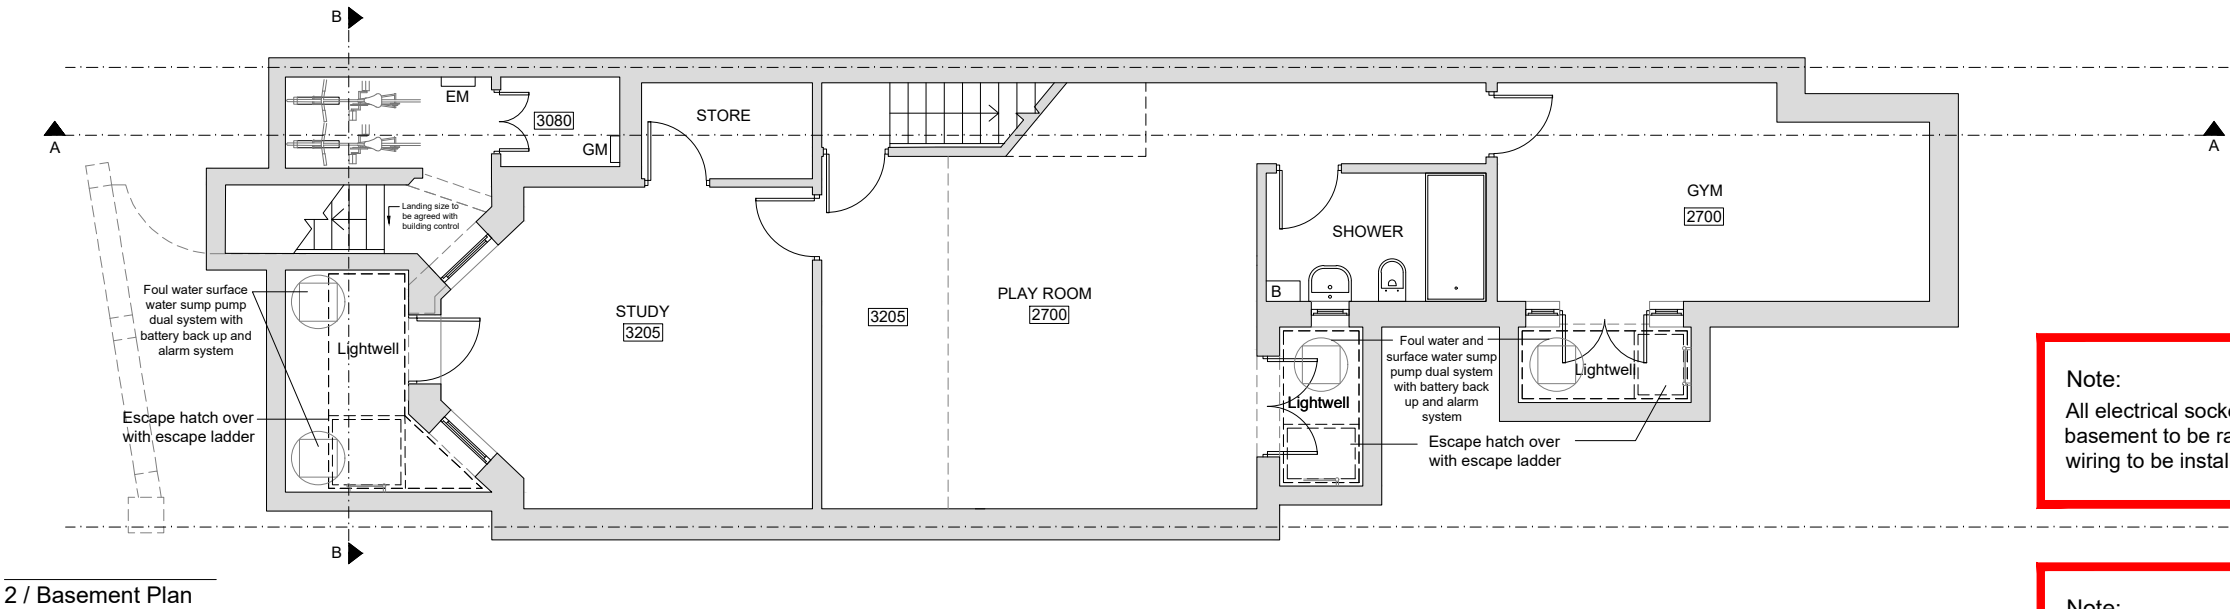 B
A
EM
3080
GM
STORE
Landing size to
be agreed with
building control
Foul water surface
water sump pump
dual system with
battery back up and
alarm system
Lightwell
Escape hatch over
with escape ladder
STUDY
3205
3205
PLAY ROOM
2700
B
SHOWER
Lightwell
Foul water and
surface water sump
pump dual system
with battery back
up and alarm
system
Escape hatch over
with escape ladder
GYM
2700
Lightwell
A
B
Note:
All electrical socke
basement to be ra
wiring to be instal
Note:
2 / Basement Plan